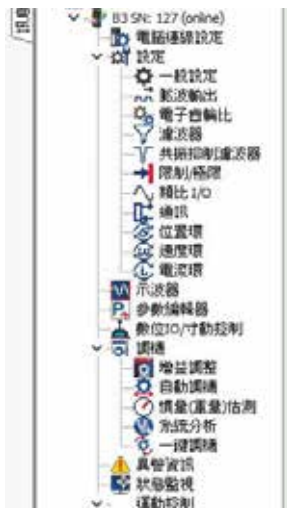 B3 SN: 127 (online)
電腦連線設定
設定
一般設定
脈波輸出
電子齒輪比
濾波器
共振抑制濾波器
限制/極限
類比 I/O
通訊
位置環
速度環
電流環
示波器
參數編輯器
數位IO/寸動控制
調機
增益調整
自動調機
慣量(重量)估測
系統分析
一鍵調機
異警資訊
狀態監視
運動控制